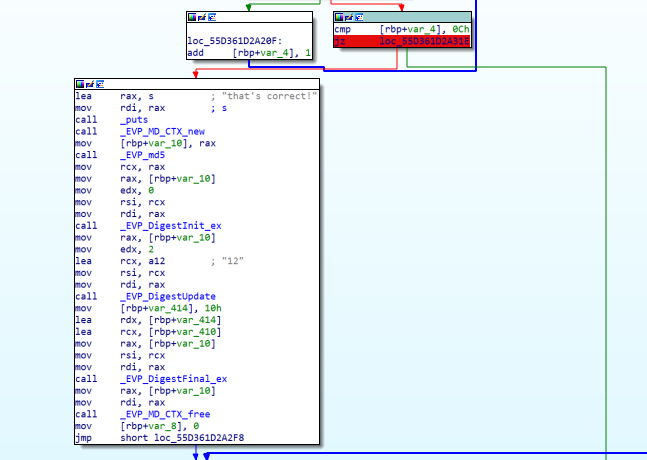 loc_55D361D2A20F:
add [rbp+var_4], 1
cmp [rbp+var_4], 0Ch
jz loc_55D361D2A31E
lea rax, s ; "that's correct!"
mov rdi, rax ; s
call _puts
call _EVP_MD_CTX_new
mov [rbp+var_10], rax
call _EVP_md5
mov rcx, rax
mov rax, [rbp+var_10]
mov edx, 0
mov rsi, rcx
mov rdi, rax
call _EVP_DigestInit_ex
mov rax, [rbp+var_10]
mov edx, 2
lea rcx, a12 ; "12"
mov rsi, rcx
mov rdi, rax
call _EVP_DigestUpdate
mov [rbp+var_414], 10h
lea rdx, [rbp+var_414]
lea rcx, [rbp+var_410]
mov rax, [rbp+var_10]
mov rsi, rcx
mov rdi, rax
call _EVP_DigestFinal_ex
mov rax, [rbp+var_10]
mov rdi, rax
call _EVP_MD_CTX_free
mov [rbp+var_8], 0
jmp short loc_55D361D2A2F8